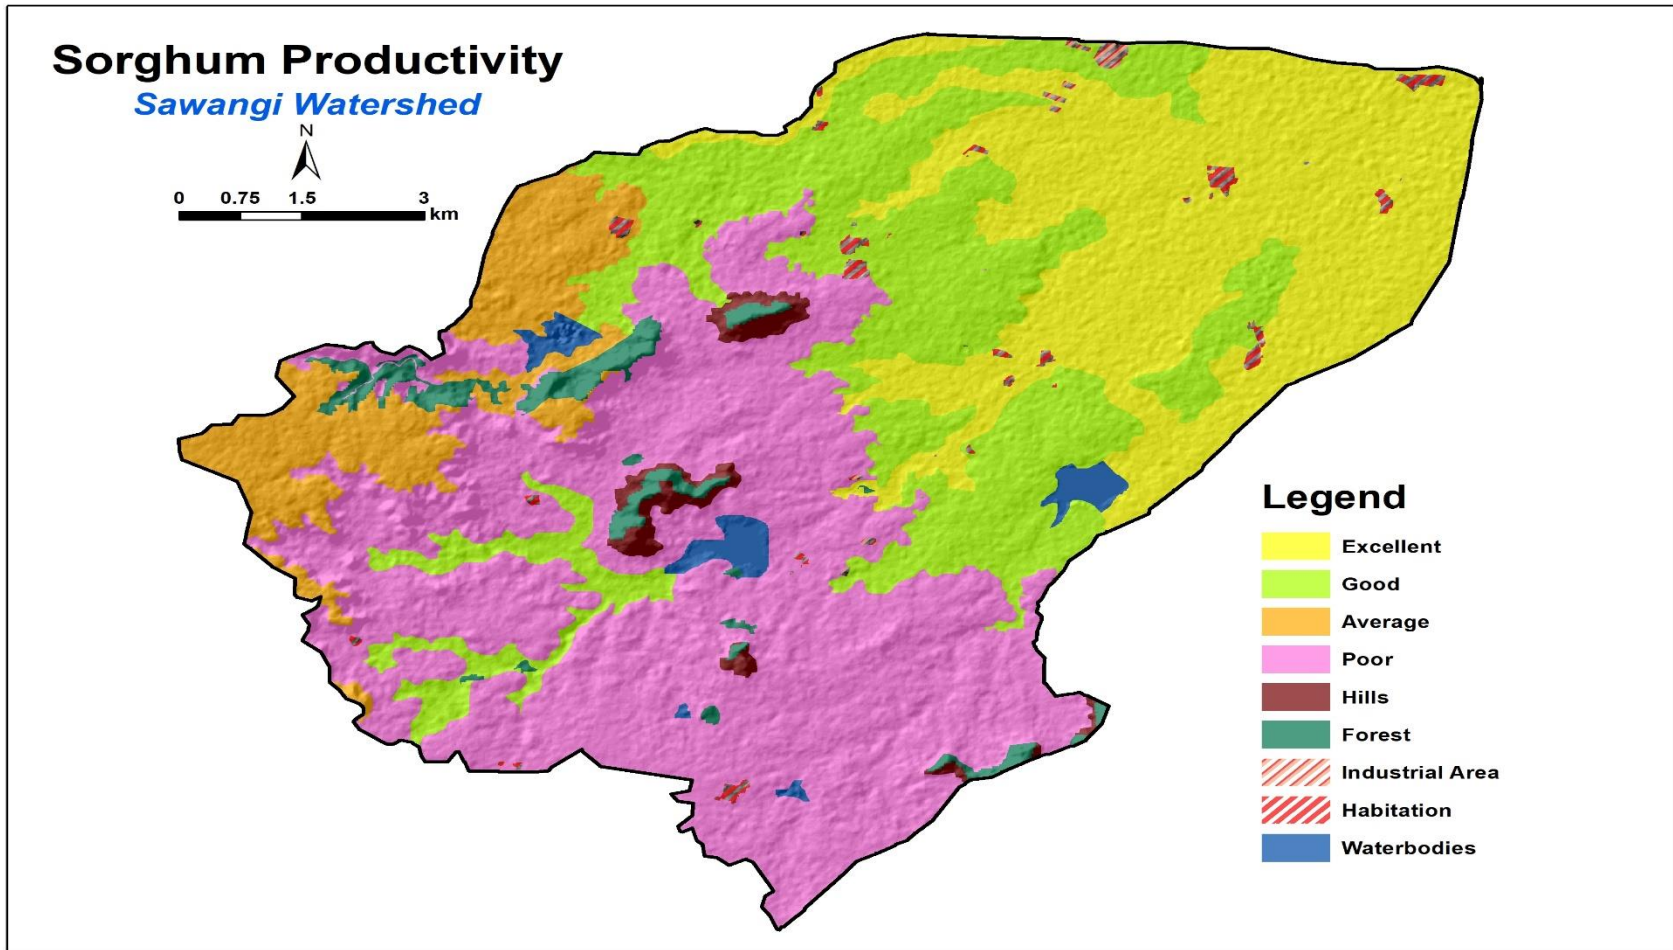 Sorghum Productivity
Sawangi Watershed
N
0 0.75 1.5 3
km
Legend
Excellent
Good
Average
Poor
Hills
Forest
Industrial Area
Habitation
Waterbodies